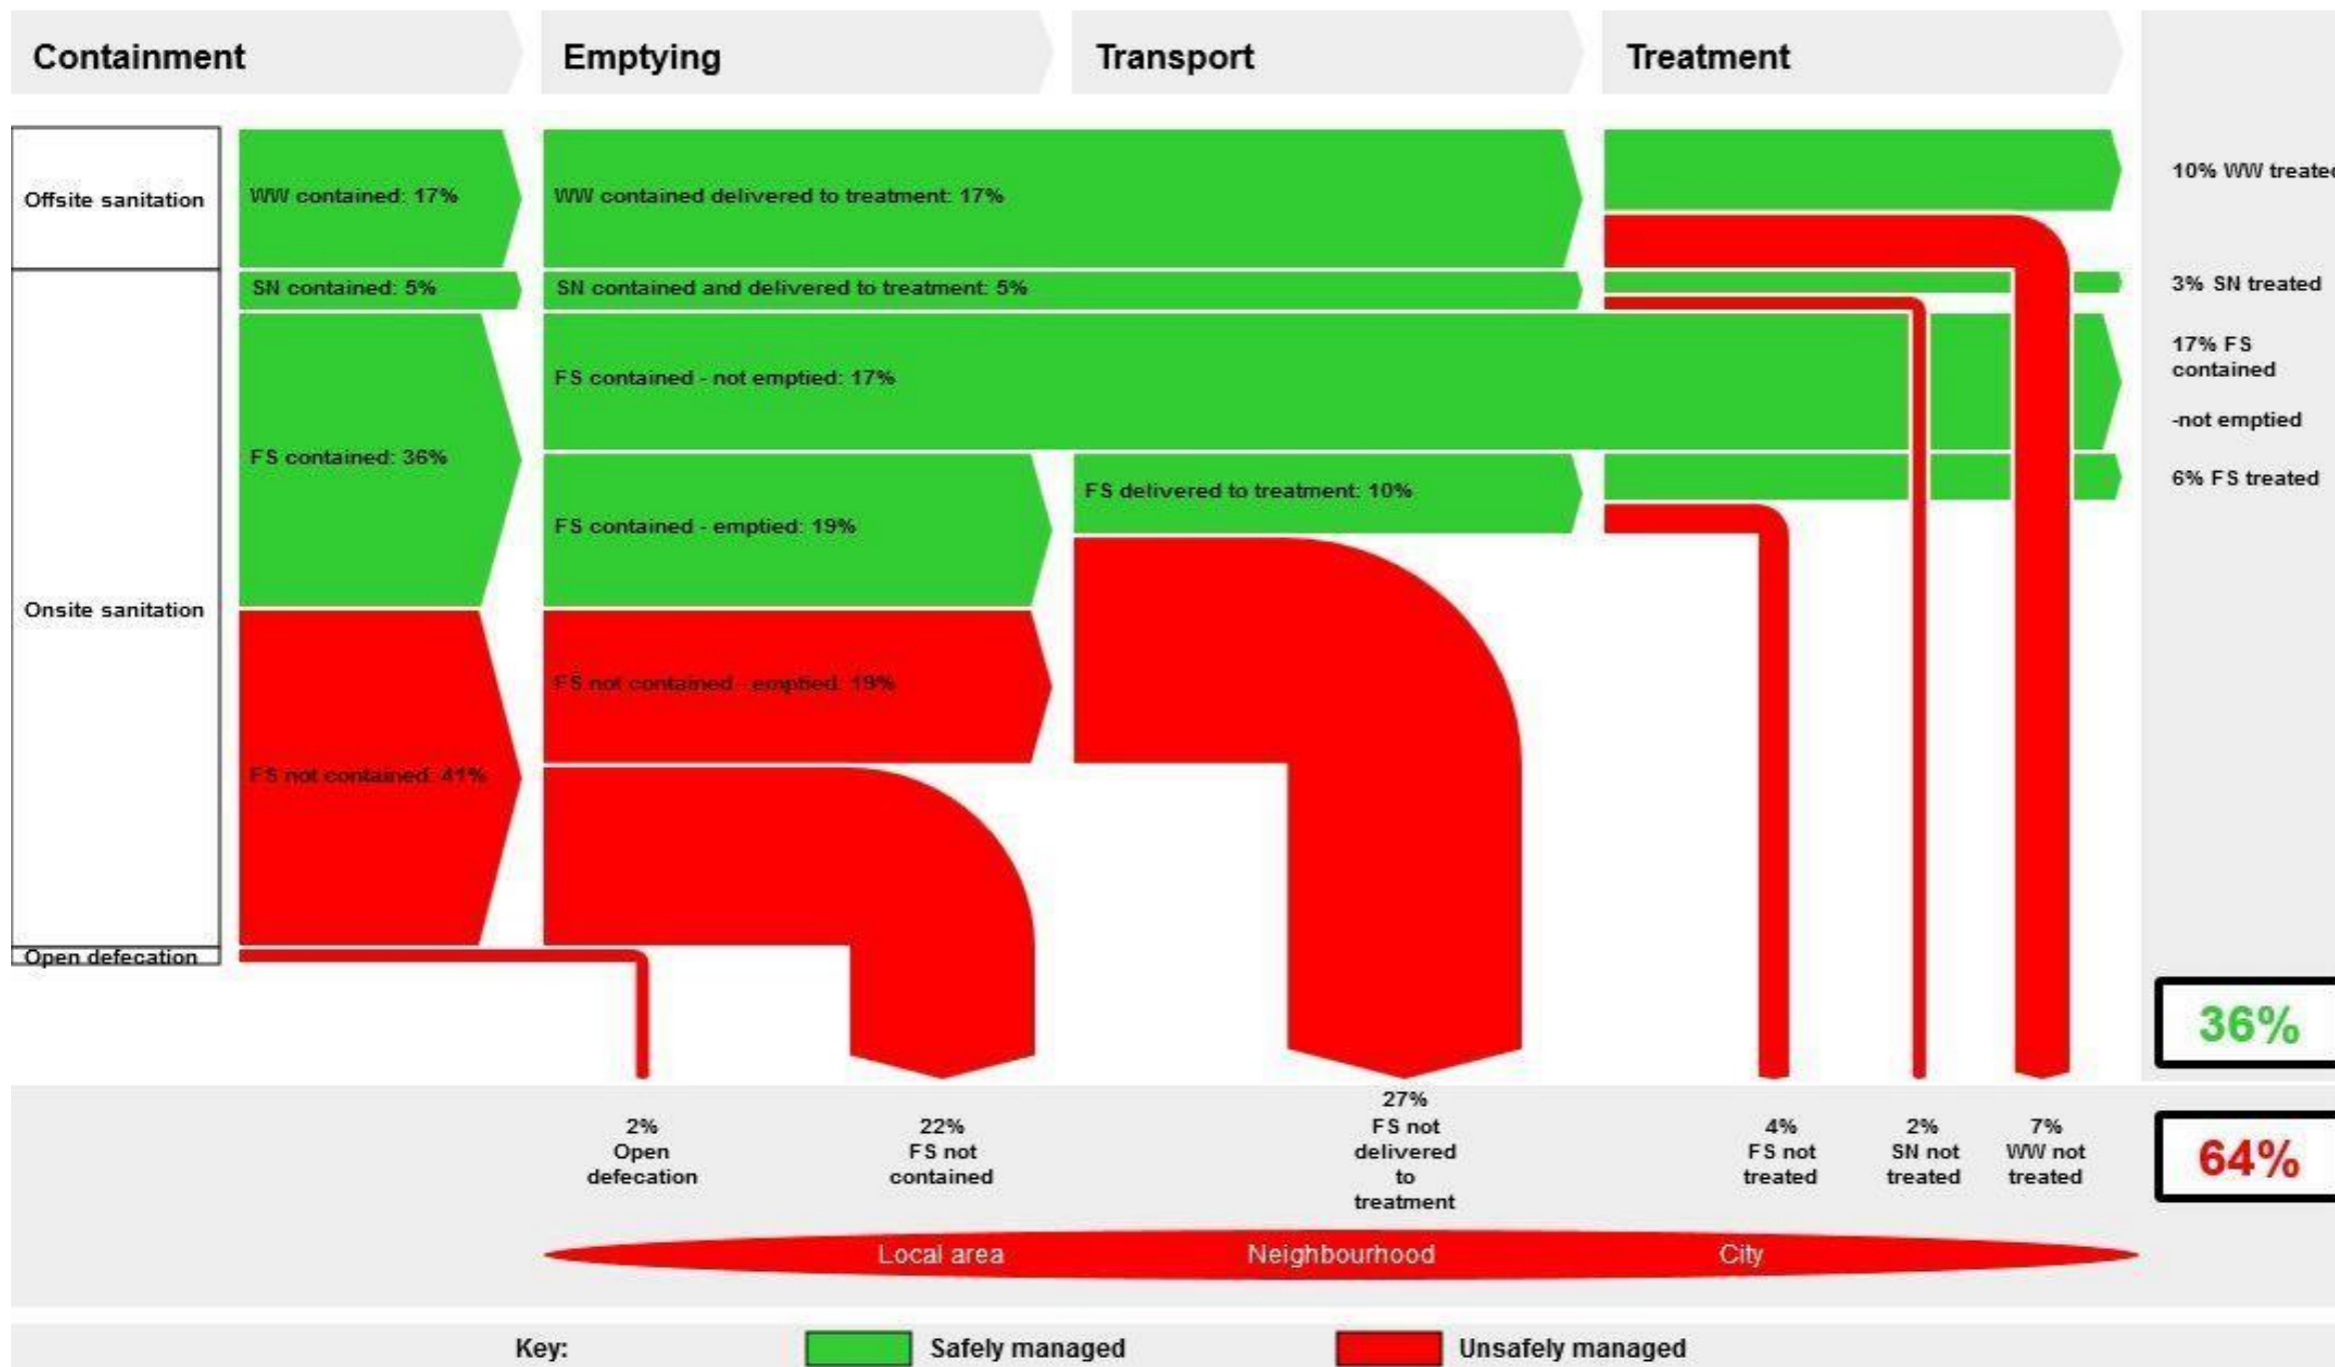 Containment
Emptying
Transport
Treatment
Offsite sanitation
WW contained: 17%
WW contained delivered to treatment: 17%
10% WW treated
SN contained: 5%
SN contained and delivered to treatment: 5%
3% SN treated
17% FS
contained
-not emptied
FS contained - not emptied: 17%
FS contained: 36%
FS contained - emptied: 19%
FS delivered to treatment: 10%
6% FS treated
Onsite sanitation
FS not contained - emptied: 19%
FS not contained: 41%
Open defecation
36%
2%
Open
defecation
22%
FS not
contained
27%
FS not
delivered
to
treatment
4%
FS not
treated
2%
SN not
treated
7%
WW not
treated
64%
Local area
Neighbourhood
City
Key:
Safely managed
Unsafely managed